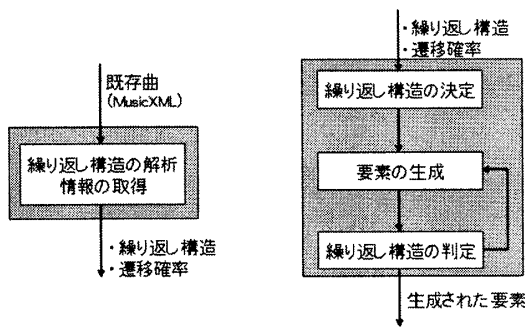 既存曲
(MusicXML)
繰り返し構造の解析
情報の取得
・繰り返し構造
・遷移確率
・繰り返し構造
・遷移確率
繰り返し構造の決定
要素の生成
繰り返し構造の判定
生成された要素